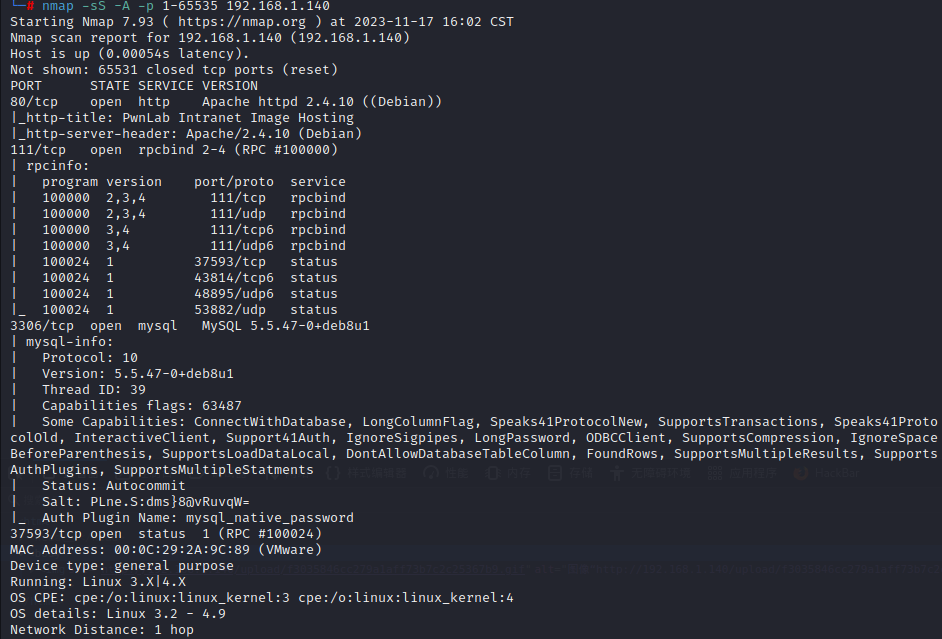 └─# nmap -sS -A -p 1-65535 192.168.1.140
Starting Nmap 7.93 ( https://nmap.org ) at 2023-11-17 16:02 CST
Nmap scan report for 192.168.1.140 (192.168.1.140)
Host is up (0.00054s latency).
Not shown: 65531 closed tcp ports (reset)
PORT      STATE SERVICE VERSION
80/tcp    open  http    Apache httpd 2.4.10 ((Debian))
|_http-title: PwnLab Intranet Image Hosting
|_http-server-header: Apache/2.4.10 (Debian)
111/tcp   open  rpcbind 2-4 (RPC #100000)
| rpcinfo:
|   program version    port/proto  service
|   100000  2,3,4        111/tcp   rpcbind
|   100000  2,3,4        111/udp   rpcbind
|   100000  3,4          111/tcp6  rpcbind
|   100000  3,4          111/udp6  rpcbind
|   100024  1          37593/tcp   status
|   100024  1          43814/tcp6  status
|   100024  1          48895/udp6  status
|_  100024  1          53882/udp   status
3306/tcp  open  mysql   MySQL 5.5.47-0+deb8u1
| mysql-info:
|   Protocol: 10
|   Version: 5.5.47-0+deb8u1
|   Thread ID: 39
|   Capabilities flags: 63487
|   Some Capabilities: ConnectWithDatabase, LongColumnFlag, Speaks41ProtocolNew, SupportsTransactions, Speaks41Proto
colOld, InteractiveClient, Support41Auth, IgnoreSigpipes, LongPassword, ODBCClient, SupportsCompression, IgnoreSpace
BeforeParenthesis, SupportsLoadDataLocal, DontAllowDatabaseTableColumn, FoundRows, SupportsMultipleResults, Supports
AuthPlugins, SupportsMultipleStatments
|   Status: Autocommit
|   Salt: PLne.S:dms}8@vRuvqW=
|_  Auth Plugin Name: mysql_native_password
37593/tcp open  status  1 (RPC #100024)
MAC Address: 00:0C:29:2A:9C:89 (VMware)
Device type: general purpose
Running: Linux 3.X|4.X
OS CPE: cpe:/o:linux:linux_kernel:3 cpe:/o:linux:linux_kernel:4
OS details: Linux 3.2 - 4.9
Network Distance: 1 hop